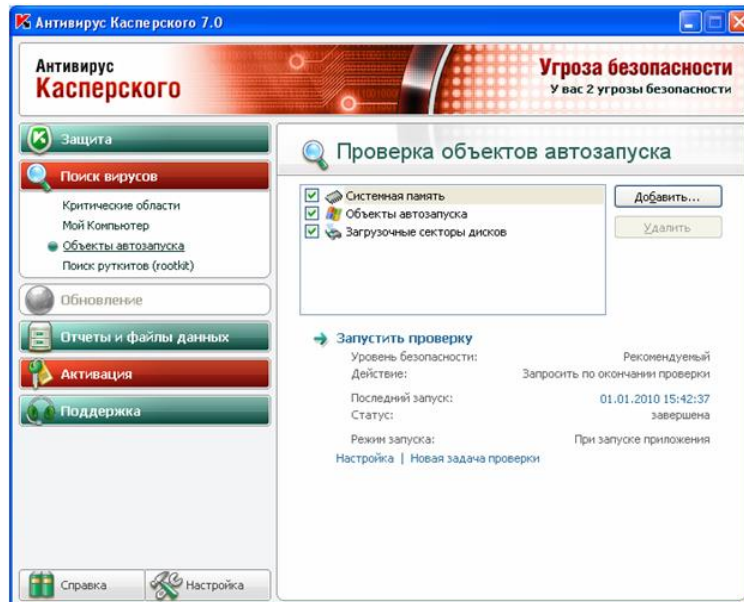 Антивирус Касперского 7.0
Антивирус
Касперского
Угроза безопасности
У вас 2 угрозы безопасности
Защита
Поиск вирусов
Критические области
Мой Компьютер
Объекты автозапуска
Поиск руткитов (rootkit)
Обновление
Отчеты и файлы данных
Активация
Поддержка
Справка
Настройка
Проверка объектов автозапуска
Системная память
Объекты автозапуска
Загрузочные секторы дисков
Добавить...
Удалить
Запустить проверку
Уровень безопасности: Рекомендуемый
Действие: Запросить по окончании проверки
Последний запуск: 01.01.2010 15:42:37
Статус: завершена
Режим запуска: При запуске приложения
Настройка | Новая задача проверки